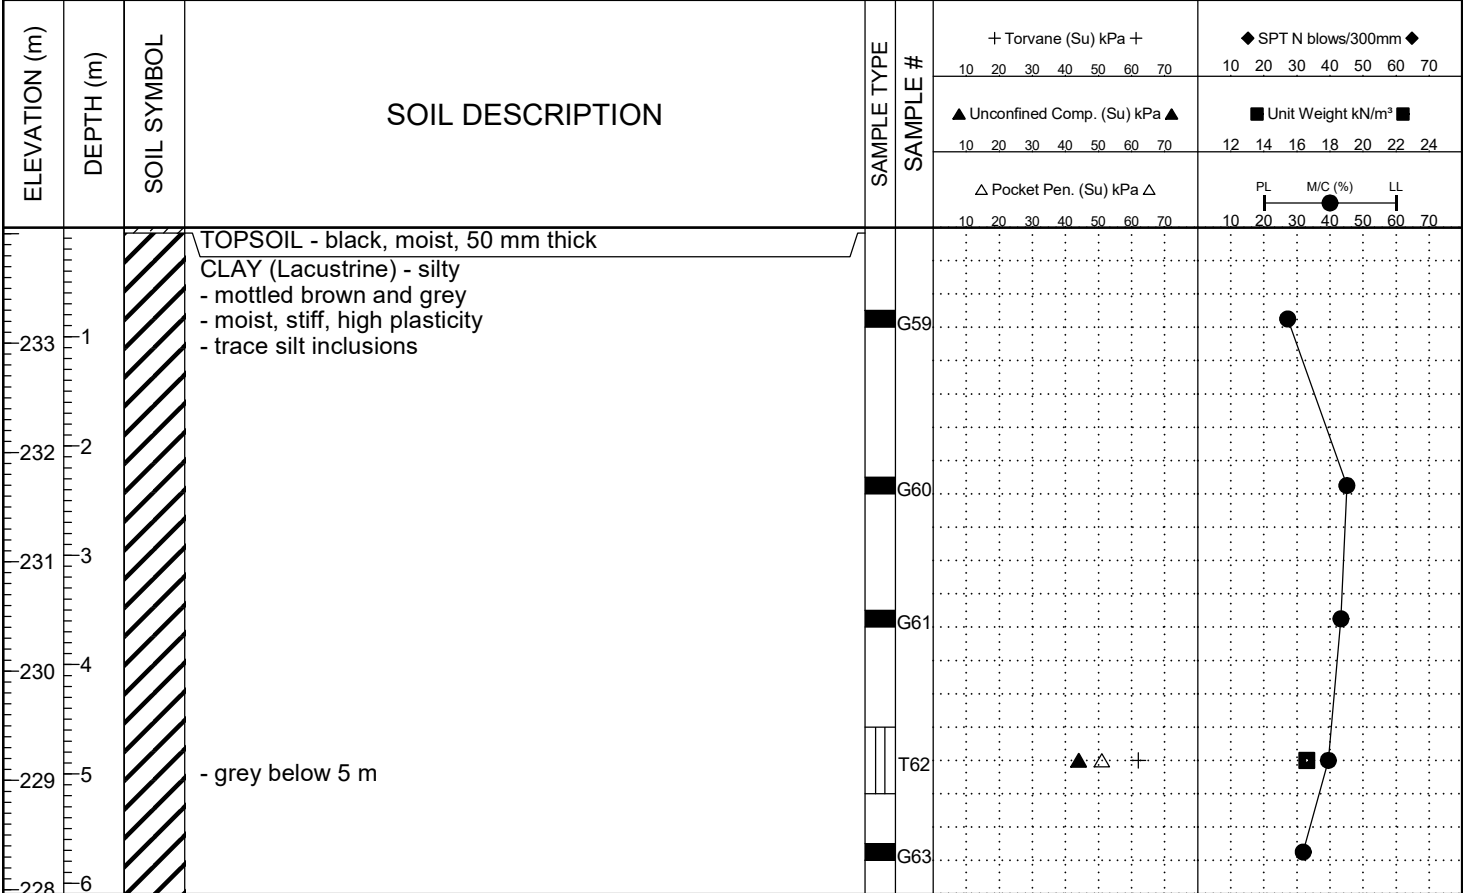 ELEVATION (m)
DEPTH (m)
SOIL SYMBOL
SOIL DESCRIPTION
SAMPLE TYPE
SAMPLE #
Torvane (Su) kPa
10 20 30 40 50 60 70
Unconfined Comp. (Su) kPa
10 20 30 40 50 60 70
Pocket Pen. (Su) kPa
10 20 30 40 50 60 70
SPT N blows/300mm
10 20 30 40 50 60 70
Unit Weight kN/m³
12 14 16 18 20 22 24
PL M/C (%) LL
10 20 30 40 50 60 70
TOPSOIL - black, moist, 50 mm thick
CLAY (Lacustrine) - silty
- mottled brown and grey
- moist, stiff, high plasticity
- trace silt inclusions
- grey below 5 m
233
232
231
230
229
228
1
2
3
4
5
6
G59
G60
G61
T62
G63